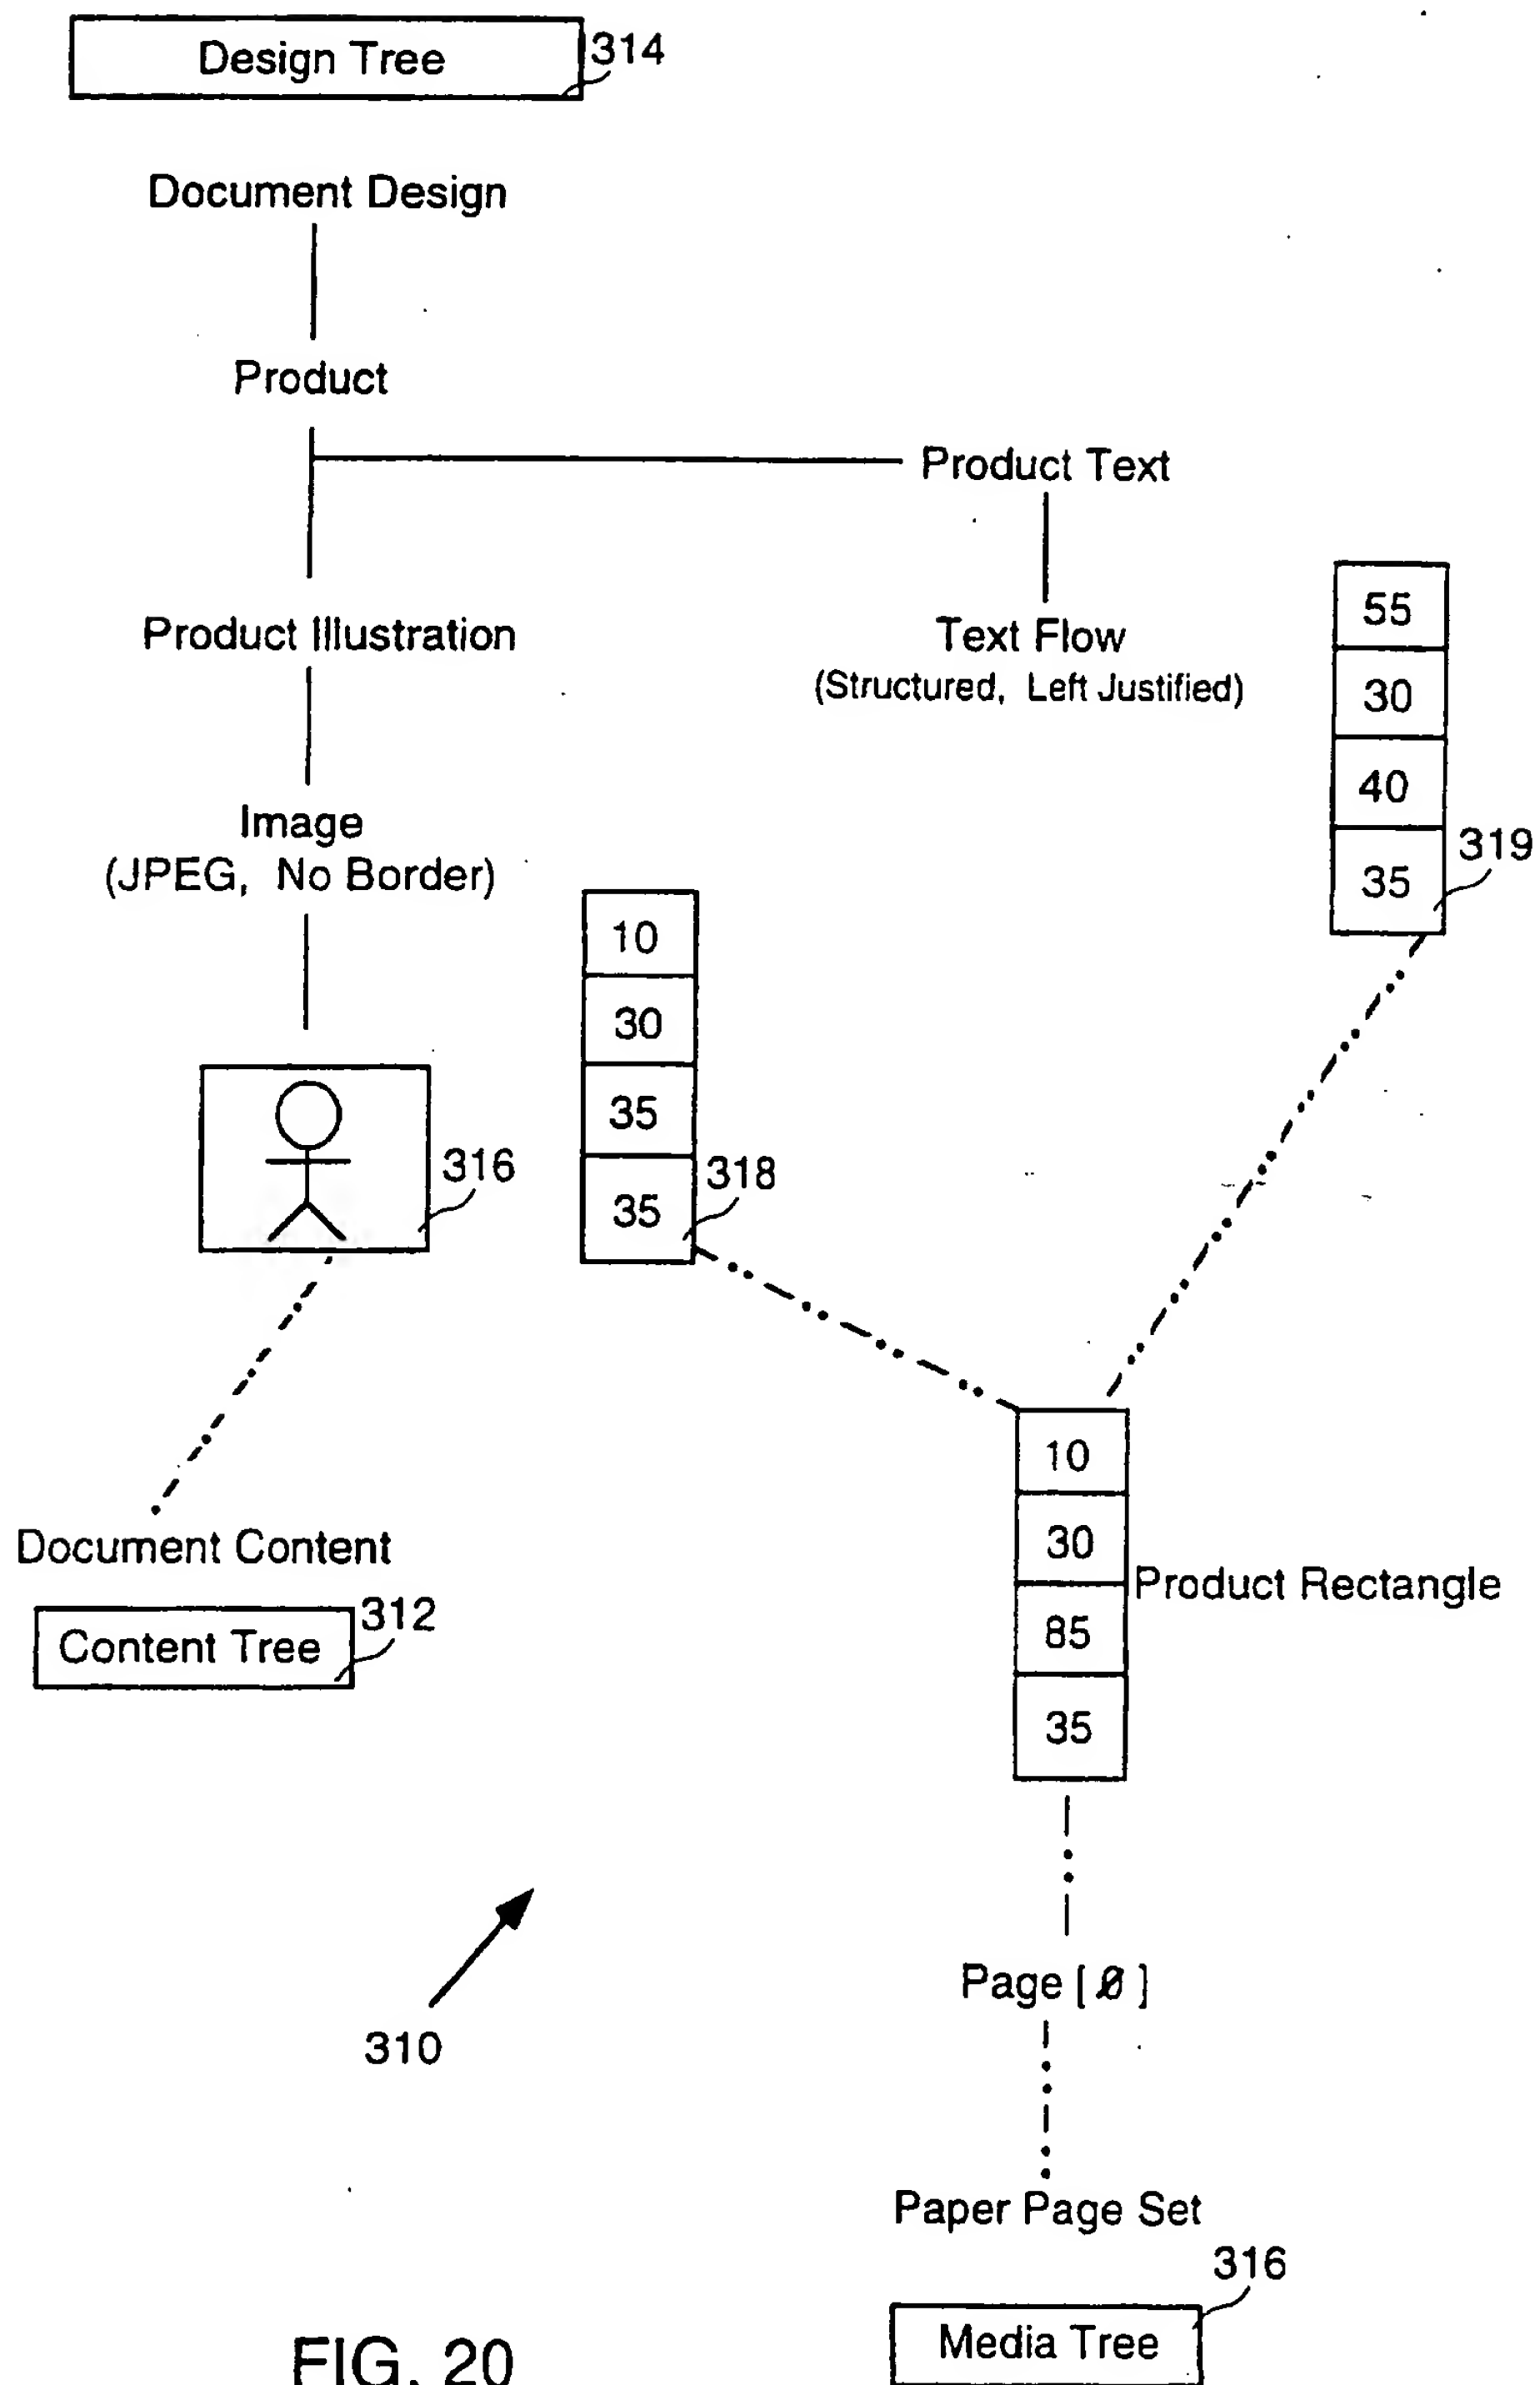 Design Tree
314
Document Design
Product
Product Text
Product Illustration
Text Flow
(Structured, Left Justified)
55
30
40
35
319
Image
(JPEG, No Border)
10
30
35
35
318
316
Document Content
Content Tree
312
10
30
85
35
Product Rectangle
310
Page [0]
Paper Page Set
316
Media Tree
FIG. 20